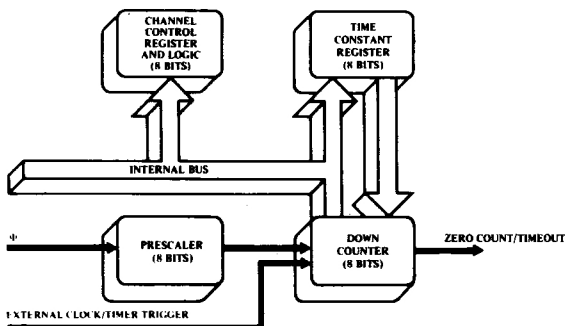 CHANNEL
CONTROL
REGISTER
AND LOGIC
(8 BITS)
TIME
CONSTANT
REGISTER
(8 BITS)
INTERNAL BUS
Φ
PRESCALER
(8 BITS)
DOWN
COUNTER
(8 BITS)
ZERO COUNT/TIMEOUT
EXTERNAL CLOCK/TIMER TRIGGER